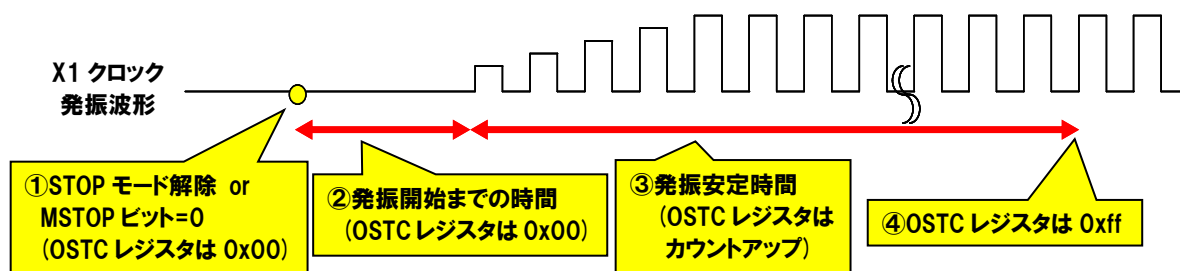 X1 クロック
発振波形
①STOP モード解除 or
MSTOP ビット=0
(OSTC レジスタは 0x00)
②発振開始までの時間
(OSTC レジスタは 0x00)
③発振安定時間
(OSTC レジスタは
カウントアップ)
④OSTC レジスタは 0xff